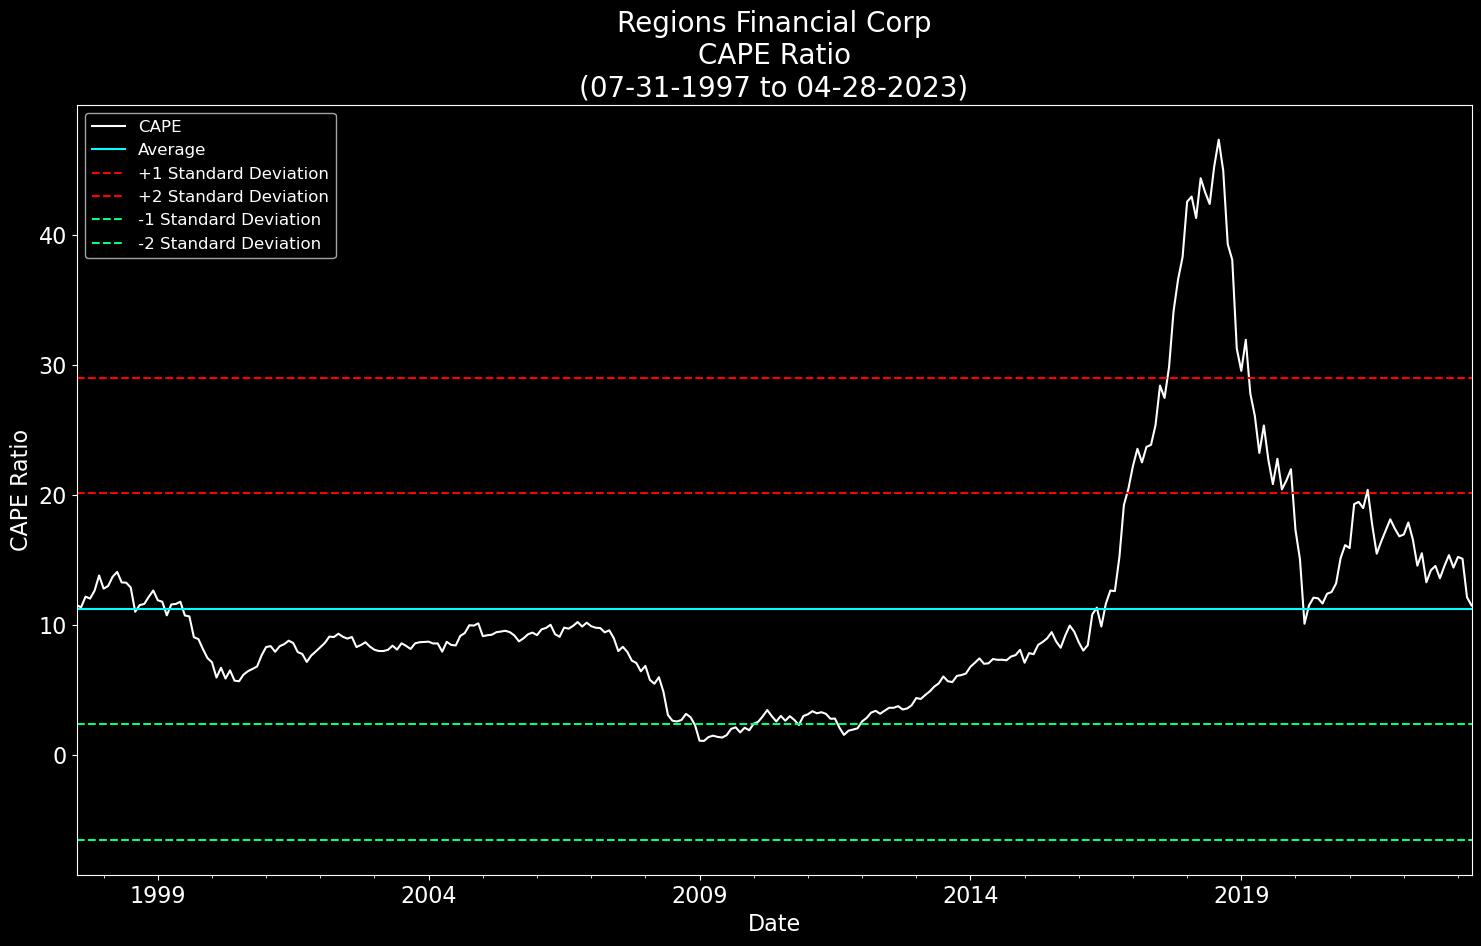 Regions Financial Corp
CAPE Ratio
(07-31-1997 to 04-28-2023)
CAPE
Average
+1 Standard Deviation
+2 Standard Deviation
-1 Standard Deviation
-2 Standard Deviation
CAPE Ratio
40
30
20
10
0
1999
2004
2009
2014
2019
Date